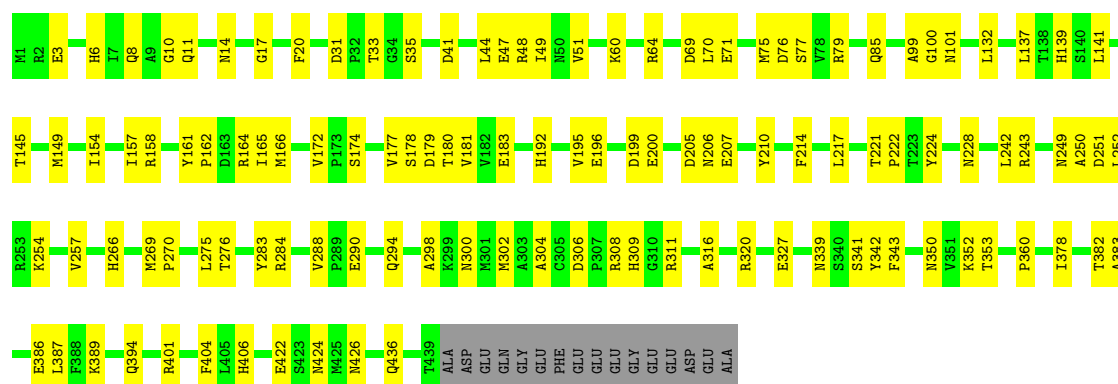 M1 R2 E3 H6 I7 Q8 A9 G10 Q11 N14 G17 F20 D31 P32 T33 G34 S35 D41 L44 E47 R48 I49 N50 V51 K60 R64 D69 L70 E71 M75 D76 S77 V78 R79 Q85 A99 G100 N101 L132 L137 T138 H139 S140 L141
T145 M149 I154 I157 R158 Y161 P162 D163 R164 I165 M166 V172 P173 S174 V177 S178 D179 T180 V181 V182 E183 H192 V195 E196 D199 E200 D205 N206 E207 Y210 F214 L217 T221 P222 T223 Y224 N228 L242 R243 N249 A250 D251 L252
R253 K254 V257 H266 M269 P270 L275 T276 Y283 R284 V288 P289 E290 Q294 A298 K299 N300 M301 M302 A303 A304 C305 D306 P307 R308 H309 G310 R311 A316 R320 E327 N339 S340 S341 Y342 F343 N350 V351 K352 T353 P360 I378 T382 A383
E386 L387 F388 K389 Q394 R401 F404 L405 H406 E422 S423 N424 M425 N426 Q436 T439 ALA ASP GLU GLN GLY GLU PHE GLU GLU GLU GLY GLU GLU ASP GLU ALA